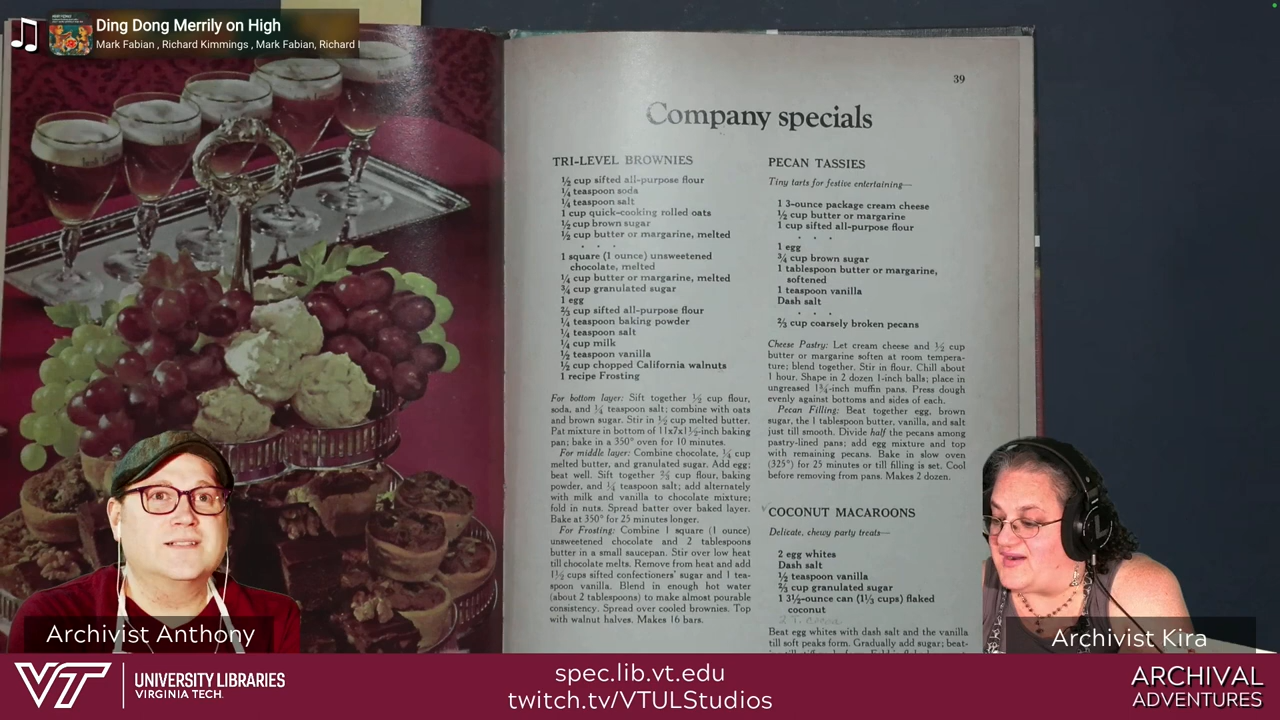 Ding Dong Merrily on High
Mark Fabian , Richard Kimmings , Mark Fabian, Richard
39
Company specials
TRI-LEVEL BROWNIES
½ cup sifted all-purpose flour
¼ teaspoon soda
¼ teaspoon salt
1 cup quick-cooking rolled oats
½ cup brown sugar
½ cup butter or margarine, melted
. . .
1 square (1 ounce) unsweetened
chocolate, melted
¼ cup butter or margarine, melted
¾ cup granulated sugar
1 egg
⅔ cup sifted all-purpose flour
¼ teaspoon baking powder
¼ teaspoon salt
¼ cup milk
½ teaspoon vanilla
½ cup chopped California walnuts
1 recipe Frosting
For bottom layer: Sift together ½ cup flour,
soda, and ¼ teaspoon salt; combine with oats
and brown sugar. Stir in ½ cup melted butter.
Pat mixture in bottom of 11x7x1½-inch baking
pan; bake in a 350° oven for 10 minutes.
For middle layer: Combine chocolate, ¼ cup
melted butter, and granulated sugar. Add egg;
beat well. Sift together ⅔ cup flour, baking
powder, and ¼ teaspoon salt; add alternately
with milk and vanilla to chocolate mixture;
fold in nuts. Spread batter over baked layer.
Bake at 350° for 25 minutes longer.
For Frosting: Combine 1 square (1 ounce)
unsweetened chocolate and 2 tablespoons
butter in a small saucepan. Stir over low heat
till chocolate melts. Remove from heat and add
1½ cups sifted confectioners' sugar and 1 tea-
spoon vanilla. Blend in enough hot water
(about 2 tablespoons) to make almost pourable
consistency. Spread over cooled brownies. Top
with walnut halves. Makes 16 bars.
PECAN TASSIES
Tiny tarts for festive entertaining—
1 3-ounce package cream cheese
½ cup butter or margarine
1 cup sifted all-purpose flour
. . .
1 egg
¾ cup brown sugar
1 tablespoon butter or margarine,
softened
1 teaspoon vanilla
Dash salt
. . .
⅔ cup coarsely broken pecans
Cheese Pastry: Let cream cheese and ½ cup
butter or margarine soften at room tempera-
ture; blend together. Stir in flour. Chill about
1 hour. Shape in 2 dozen 1-inch balls; place in
ungreased 1¾-inch muffin pans. Press dough
evenly against bottoms and sides of each.
Pecan Filling: Beat together egg, brown
sugar, the 1 tablespoon butter, vanilla, and salt
just till smooth. Divide half the pecans among
pastry-lined pans; add egg mixture and top
with remaining pecans. Bake in slow oven
(325°) for 25 minutes or till filling is set. Cool
before removing from pans. Makes 2 dozen.
COCONUT MACAROONS
Delicate, chewy party treats—
2 egg whites
Dash salt
½ teaspoon vanilla
⅔ cup granulated sugar
1 3½-ounce can (1⅓ cups) flaked
coconut
2 T. cocoa
Beat egg whites with dash salt and the vanilla
till soft peaks form. Gradually add sugar; beat-
Archivist Anthony
Archivist Kira
VT UNIVERSITY LIBRARIES
VIRGINIA TECH.
spec.lib.vt.edu
twitch.tv/VTULStudios
ARCHIVAL
ADVENTURES